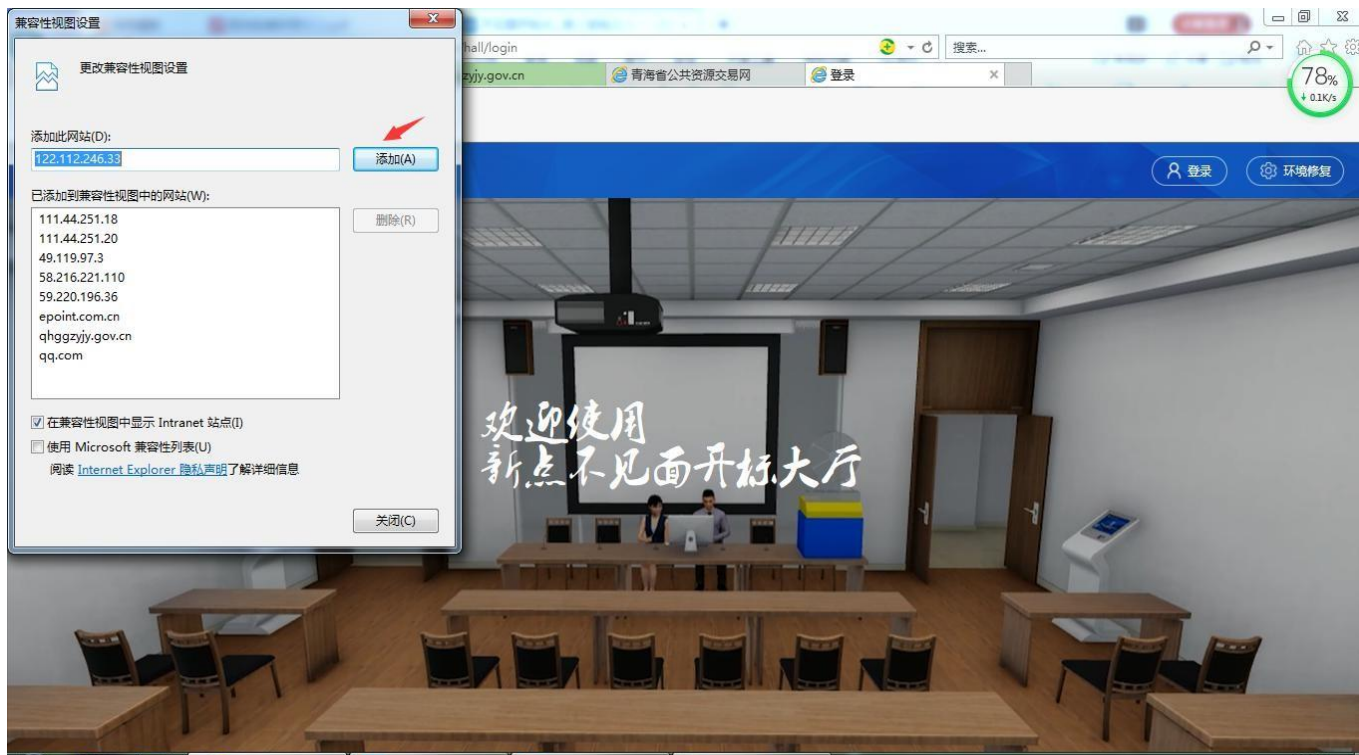 兼容性视图设置
更改兼容性视图设置
添加此网站(D):
122.112.246.33
添加(A)
已添加到兼容性视图中的网站(W):
删除(R)
111.44.251.18
111.44.251.20
49.119.97.3
58.216.221.110
59.220.196.36
epoint.com.cn
qhggzyjy.gov.cn
qq.com
在兼容性视图中显示 Intranet 站点(I)
使用 Microsoft 兼容性列表(U)
阅读 Internet Explorer 隐私声明了解详细信息
关闭(C)
hall/login
搜索...
zyjy.gov.cn
青海省公共资源交易网
登录
78%
0.1K/s
登录
环境修复
欢迎使用
新点不见面开标大厅